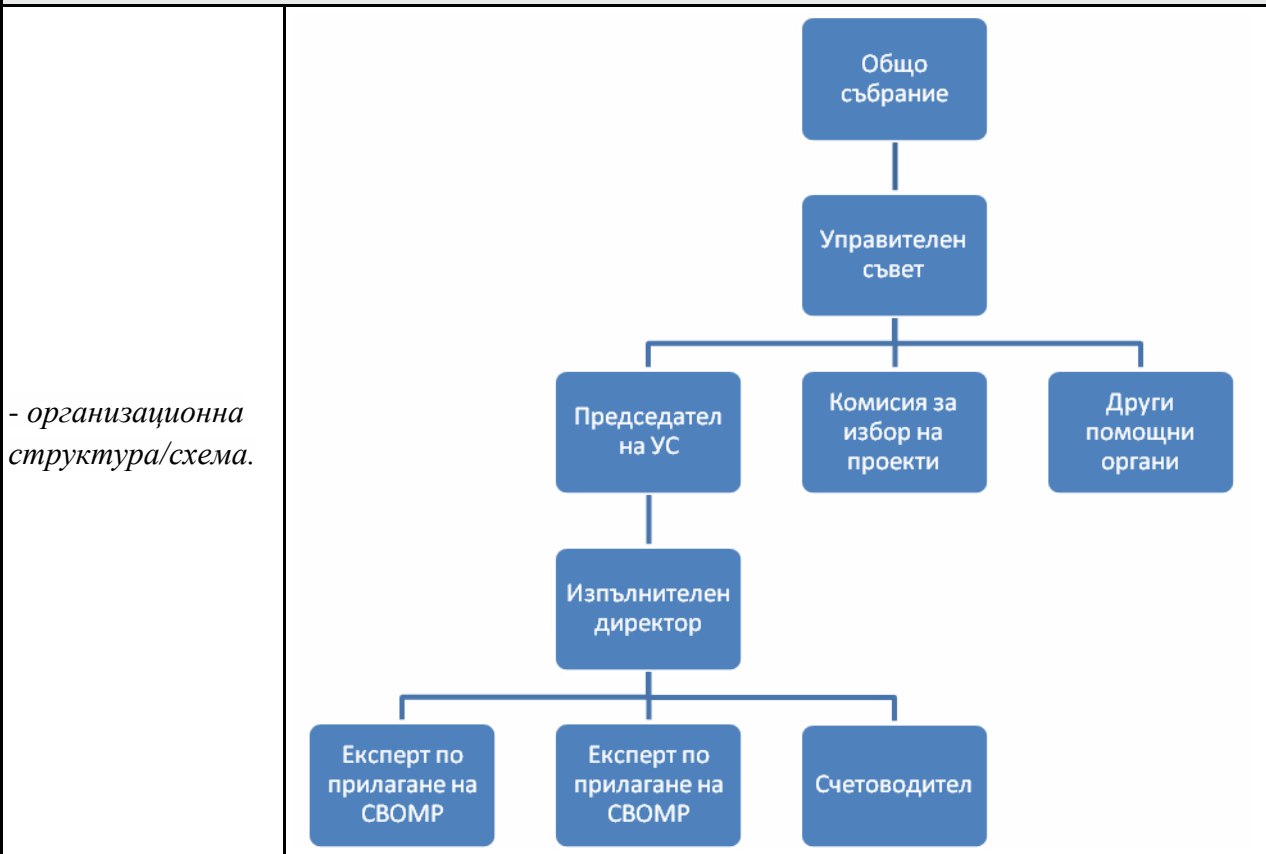 - организационна
структура/схема.
Общо
събрание
Управителен
съвет
Председател
на УС
Комисия за
избор на
проекти
Други
помощни
органи
Изпълнителен
директор
Експерт по
прилагане на
СВОМР
Експерт по
прилагане на
СВОМР
Счетоводител